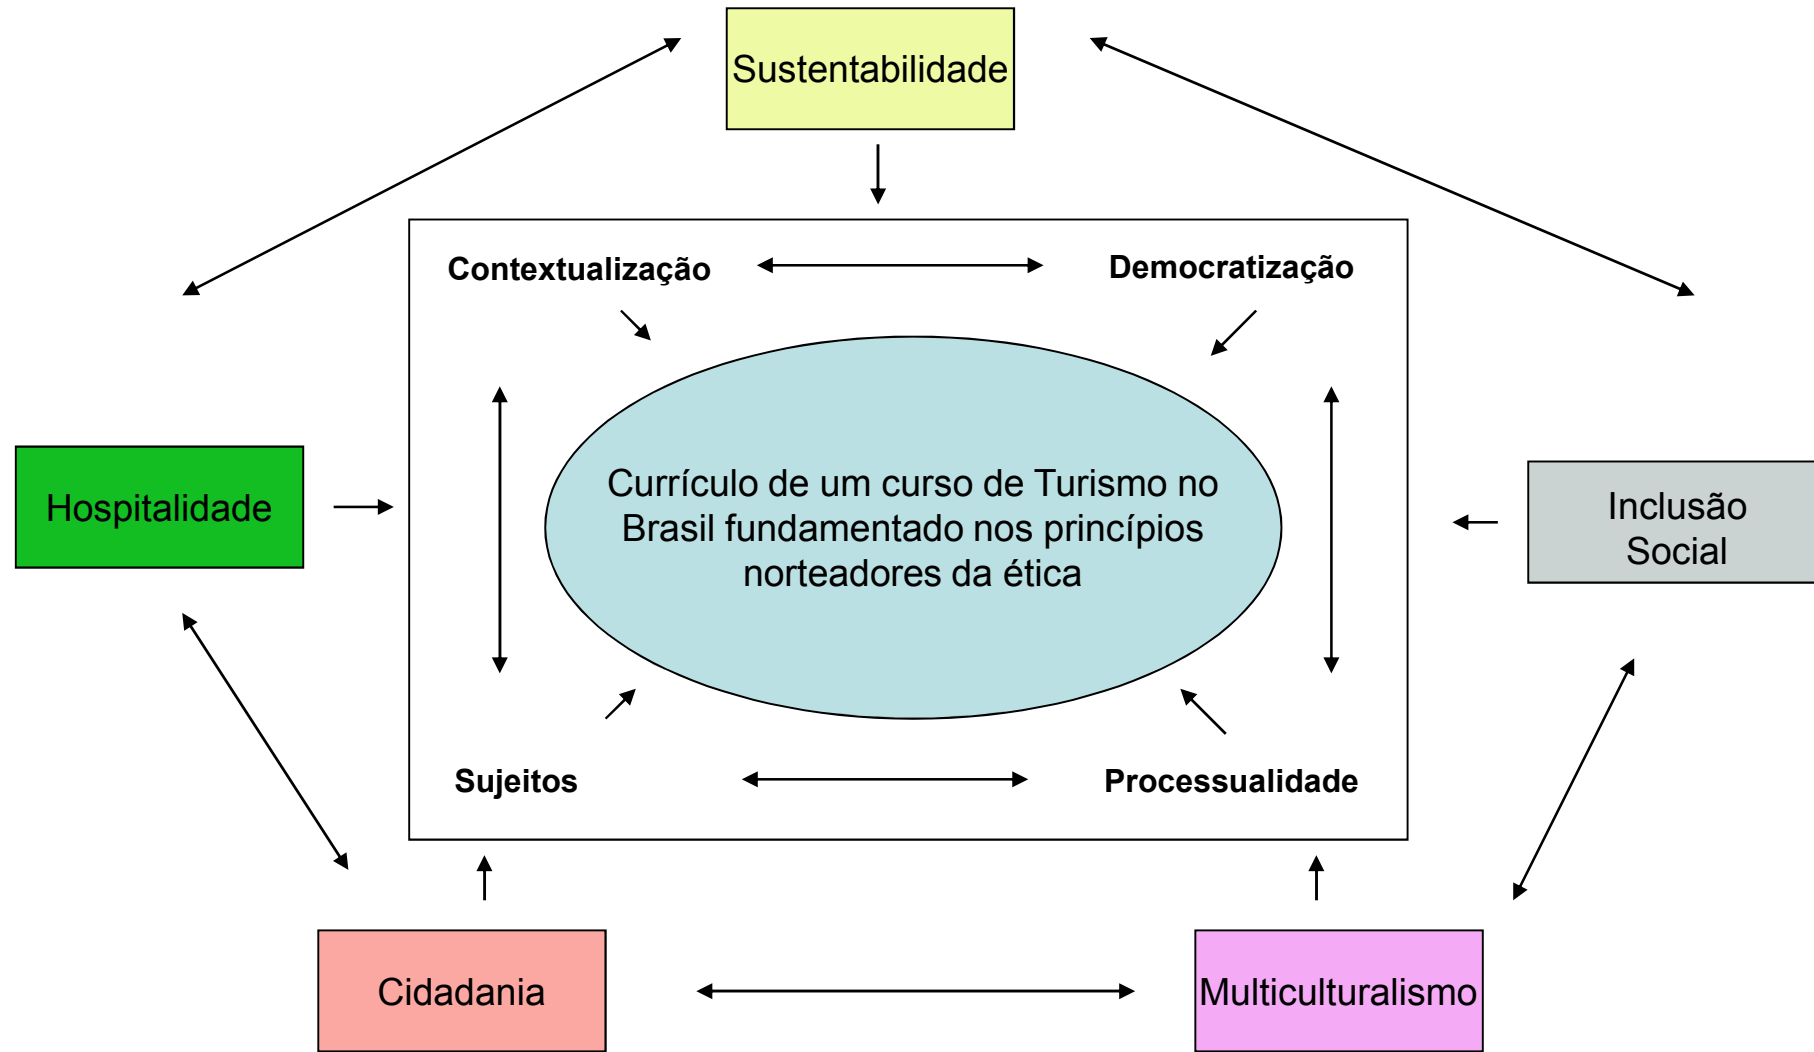 Sustentabilidade
Contextualização
Democratização
Hospitalidade
Currículo de um curso de Turismo no
Brasil fundamentado nos princípios
norteadores da ética
Inclusão
Social
Sujeitos
Processualidade
Cidadania
Multiculturalismo